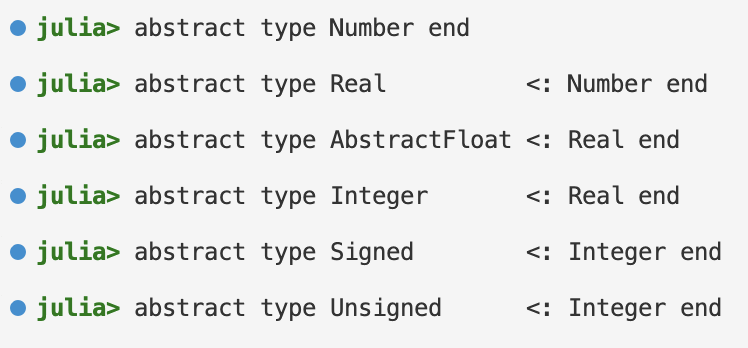 julia> abstract type Number end
julia> abstract type Real          <: Number end
julia> abstract type AbstractFloat <: Real end
julia> abstract type Integer       <: Real end
julia> abstract type Signed        <: Integer end
julia> abstract type Unsigned      <: Integer end